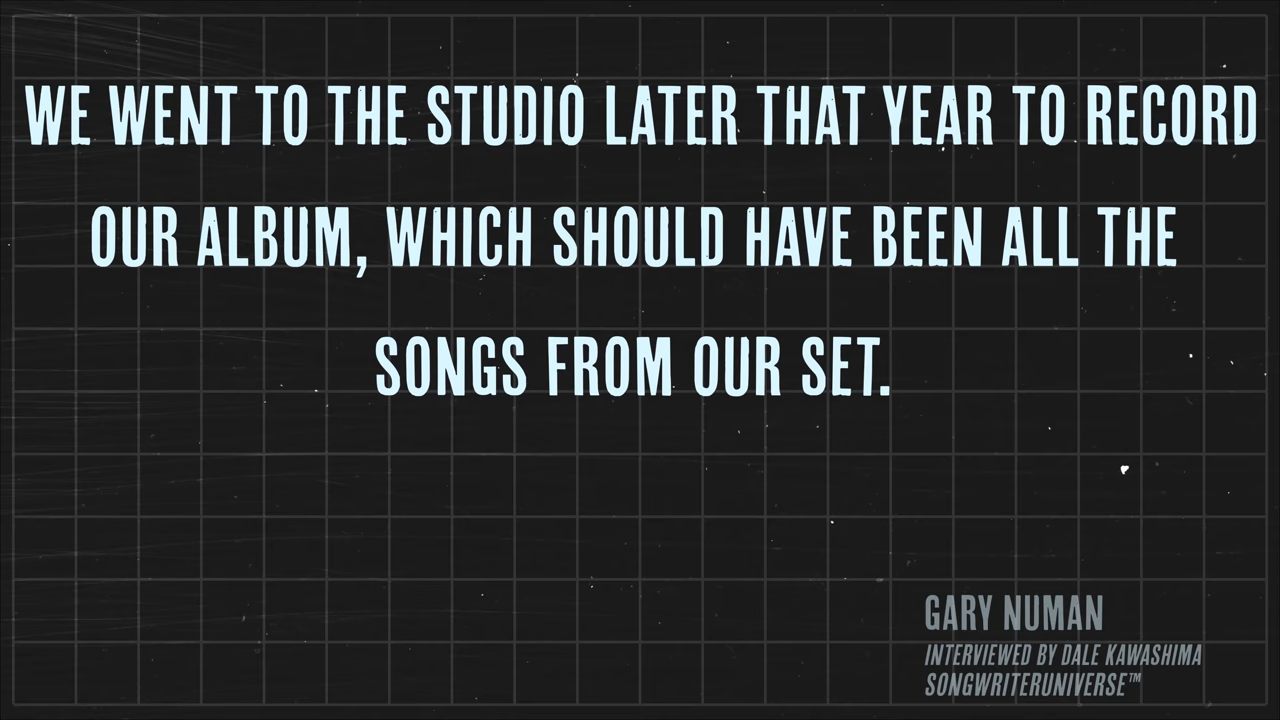 WE WENT TO THE STUDIO LATER THAT YEAR TO RECORD
OUR ALBUM, WHICH SHOULD HAVE BEEN ALL THE
SONGS FROM OUR SET.
GARY NUMAN
INTERVIEWED BY DALE KAWASHIMA
SONGWRITERUNIVERSE™